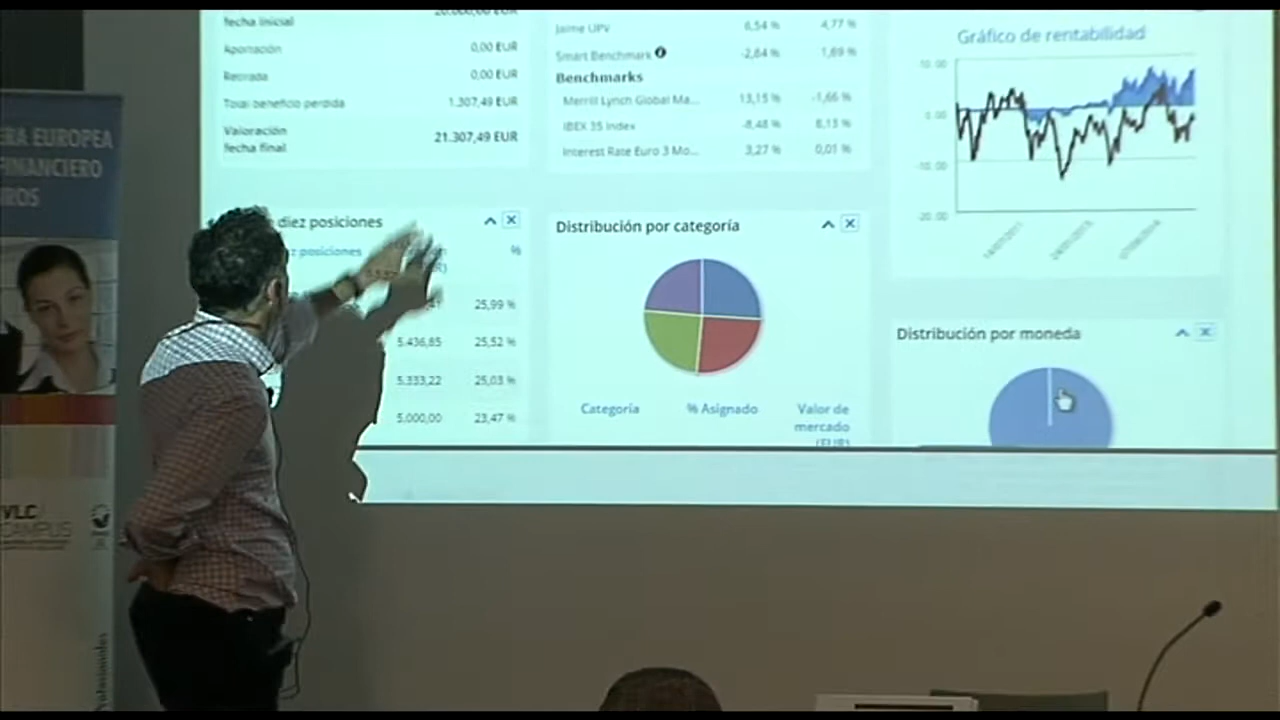 fecha inicial
Aportación 0,00 EUR
Retirada 0,00 EUR
Total beneficio perdida 1.307,49 EUR
Valoración
fecha final 21.307,49 EUR
Jaime UPV 6,54 % 4,77 %
Smart Benchmark -2,64 % 1,69 %
Benchmarks
Merrill Lynch Global Ma... 13,15 % -1,66 %
IBEX 35 Index -8,48 % 8,13 %
Interest Rate Euro 3 Mo... 3,27 % 0,01 %
Gráfico de rentabilidad
10.00
-10.00
-20.00
diez posiciones
diez posiciones %
25,99 %
5.436,85 25,52 %
5.333,22 25,03 %
5.000,00 23,47 %
Distribución por categoría
Categoría % Asignado Valor de
mercado
(EUR)
Distribución por moneda
ERA EUROPEA
FINANCIERO
VLC
CAMPUS